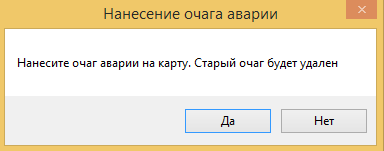 Нанесение очага аварии
Нанесите очаг аварии на карту. Старый очаг будет удален
Да
Нет